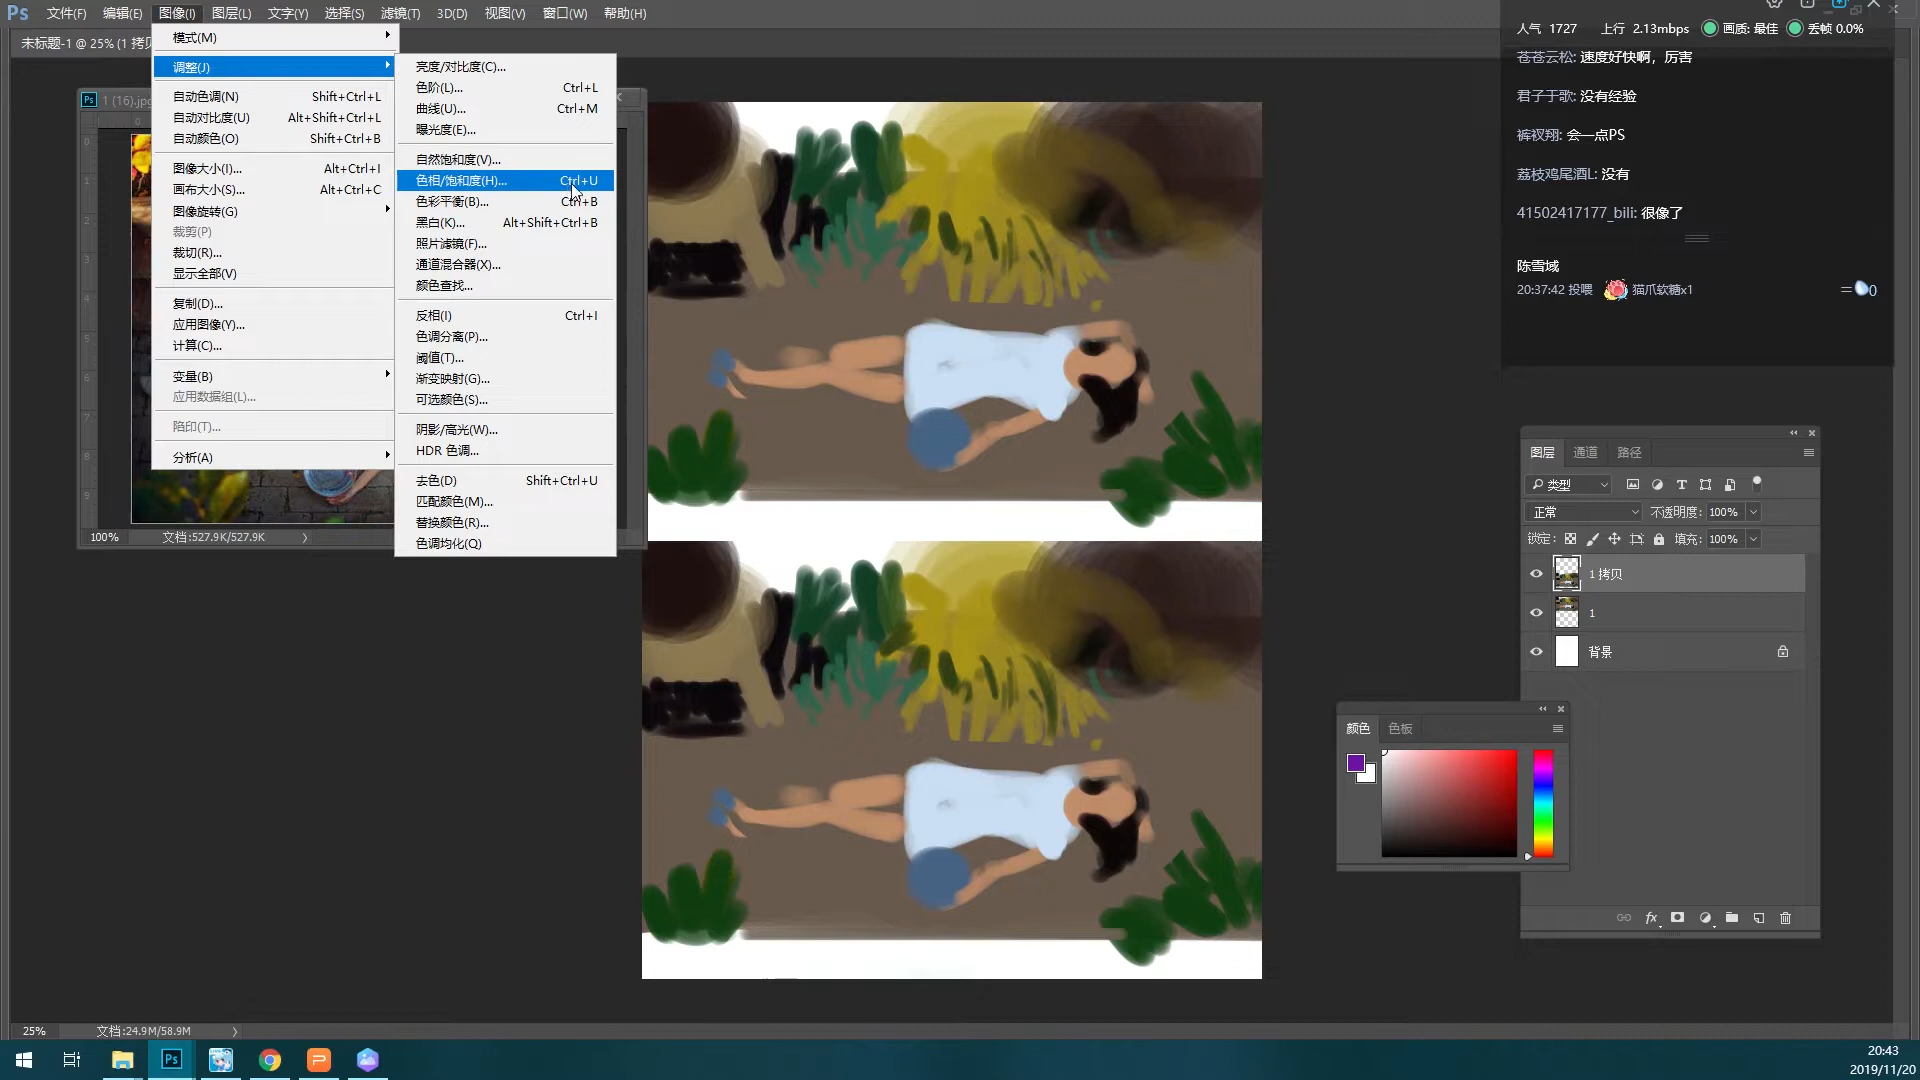 Ps 文件(F) 编辑(E) 图像(I) 图层(L) 文字(Y) 选择(S) 滤镜(T) 3D(D) 视图(V) 窗口(W) 帮助(H)
未标题-1 @ 25% (1 拷贝
模式(M)
调整(J)
自动色调(N) Shift+Ctrl+L
自动对比度(U) Alt+Shift+Ctrl+L
自动颜色(O) Shift+Ctrl+B
图像大小(I)... Alt+Ctrl+I
画布大小(S)... Alt+Ctrl+C
图像旋转(G)
裁剪(P)
裁切(R)...
显示全部(V)
复制(D)...
应用图像(Y)...
计算(C)...
变量(B)
应用数据组(L)...
陷印(T)...
分析(A)
亮度/对比度(C)...
色阶(L)... Ctrl+L
曲线(U)... Ctrl+M
曝光度(E)...
自然饱和度(V)...
色相/饱和度(H)... Ctrl+U
色彩平衡(B)... Ctrl+B
黑白(K)... Alt+Shift+Ctrl+B
照片滤镜(F)...
通道混合器(X)...
颜色查找...
反相(I) Ctrl+I
色调分离(P)...
阈值(T)...
渐变映射(G)...
可选颜色(S)...
阴影/高光(W)...
HDR 色调...
去色(D) Shift+Ctrl+U
匹配颜色(M)...
替换颜色(R)...
色调均化(Q)
Ps 1 (16).jpg
100% 文档:527.9K/527.9K
人气 1727 上行 2.13mbps 画质: 最佳 丢帧 0.0%
苍苍云松: 速度好快啊，厉害
君子于歌: 没有经验
裤衩翔: 会一点PS
荔枝鸡尾酒L: 没有
41502417177_bili: 很像了
陈雪域
20:37:42 投喂 猫爪软糖x1 =0
图层 通道 路径
类型
正常 不透明度: 100%
锁定: 填充: 100%
1 拷贝
1
背景
fx
颜色 色板
25% 文档:24.9M/58.9M
Ps
20:43
2019/11/20